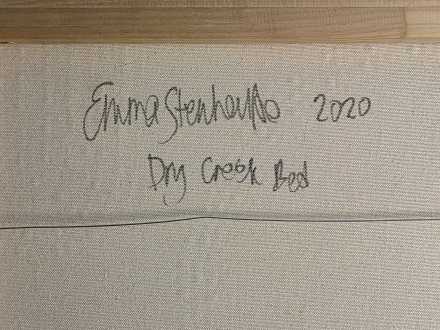 Emma Stenhouse 2020
Dry Creek Bed